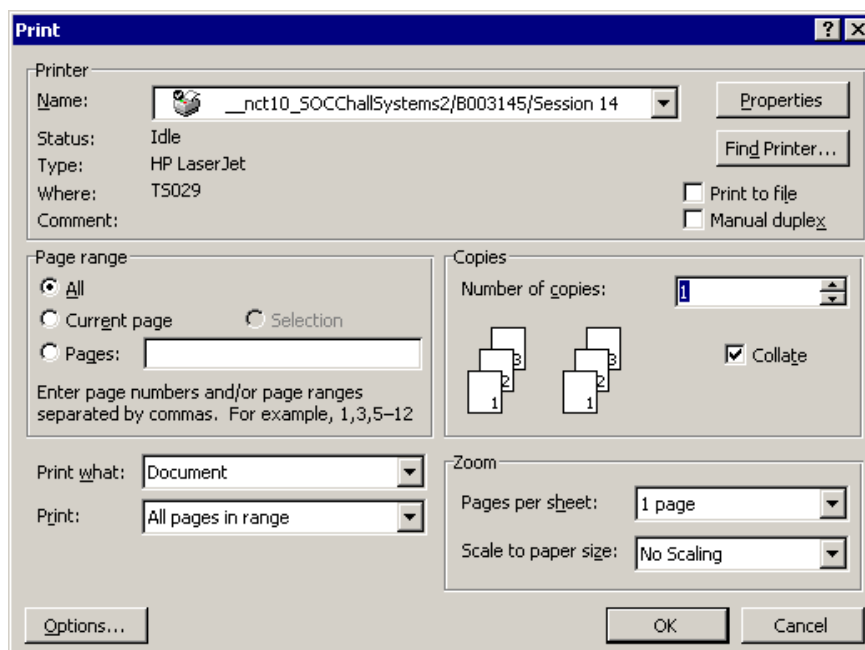 Print
Printer
Name:
__nct10_SOCChallSystems2/B003145/Session 14
Properties
Status:
Idle
Find Printer...
Type:
HP LaserJet
Where:
TS029
Print to file
Comment:
Manual duplex
Page range
All
Current page
Selection
Pages:
Enter page numbers and/or page ranges
separated by commas. For example, 1,3,5–12
Copies
Number of copies:
1
3
2
1
3
2
1
Collate
Print what:
Document
Print:
All pages in range
Zoom
Pages per sheet:
1 page
Scale to paper size:
No Scaling
Options...
OK
Cancel